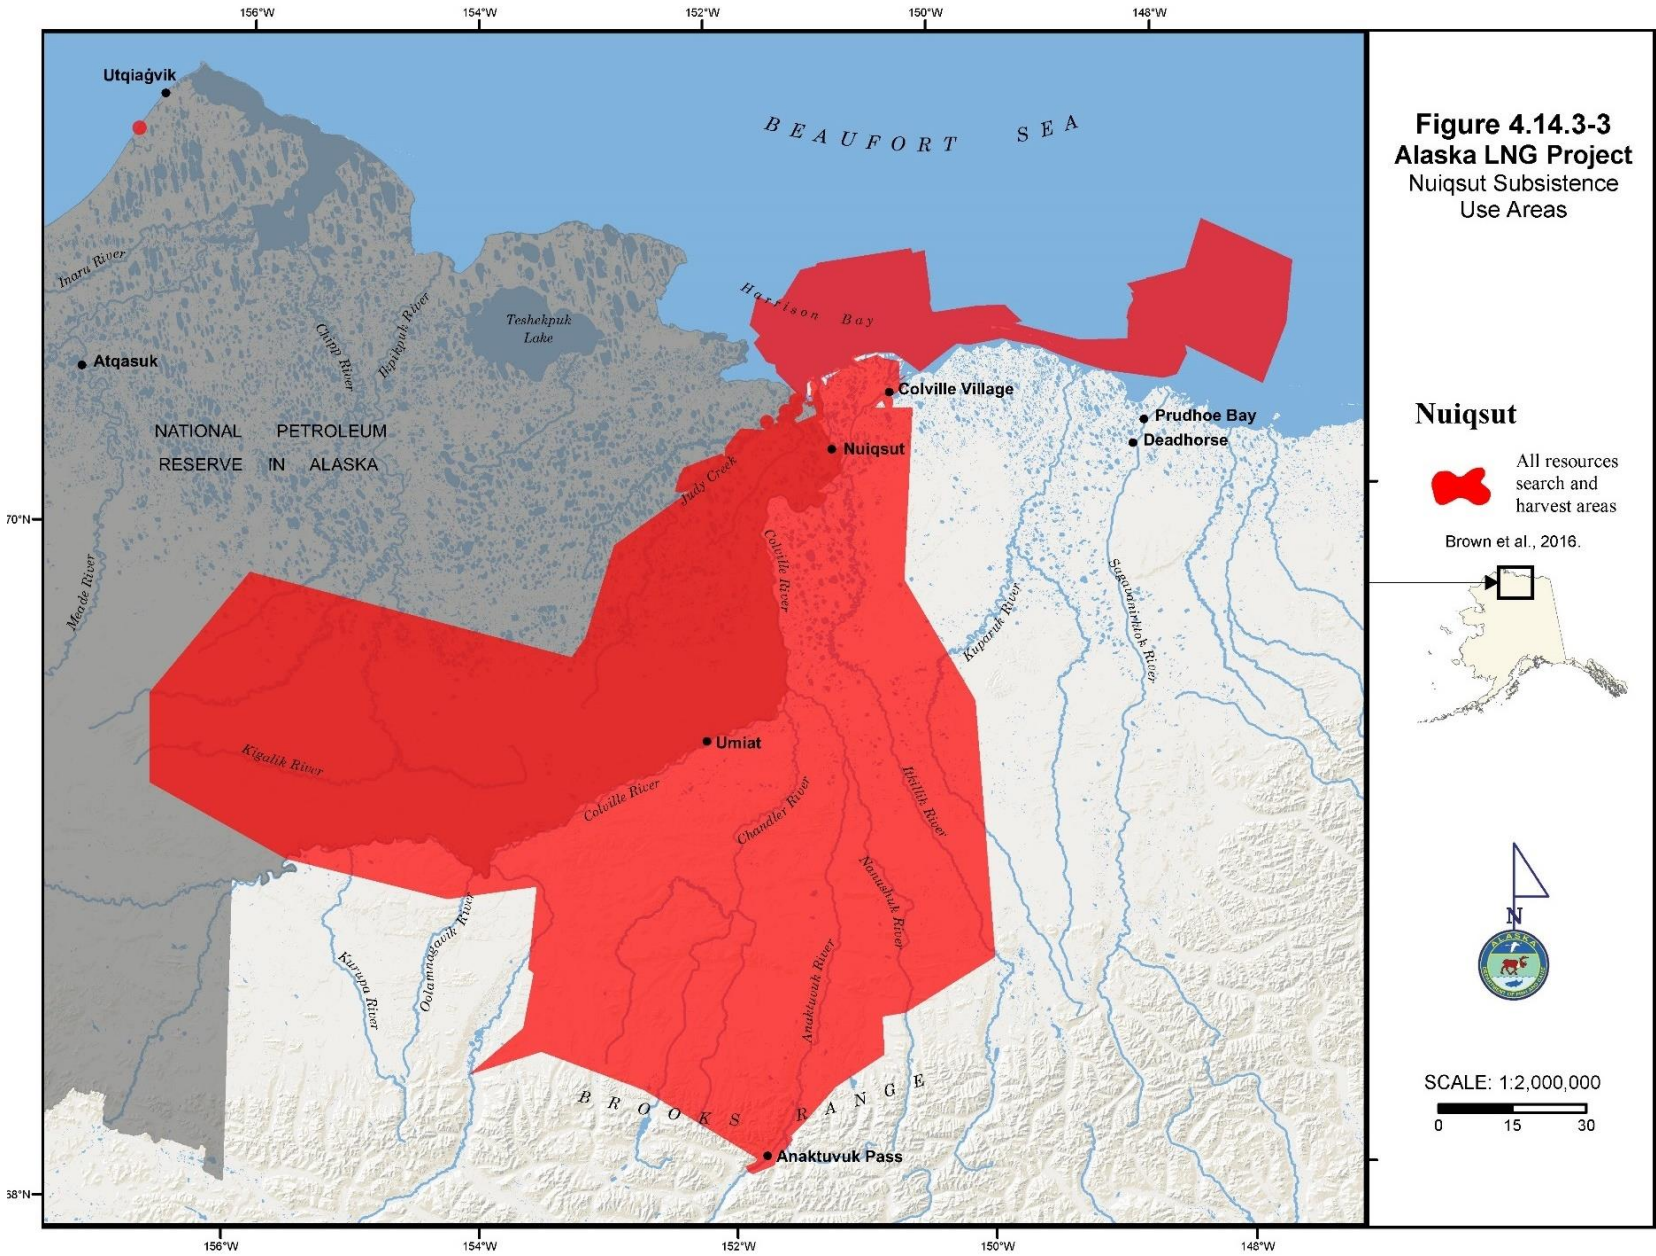 156°W 154°W 152°W 150°W 148°W
Utqiaġvik
BEAUFORT SEA
Inaru River
Chipp River
Ikpikpuk River
Teshekpuk
Lake
Harrison Bay
Atqasuk
Colville Village
Prudhoe Bay
Deadhorse
NATIONAL PETROLEUM
RESERVE IN ALASKA
Nuiqsut
Judy Creek
70°N
Meade River
Colville River
Kuparuk River
Sagavanirktok River
Umiat
Kigalik River
Colville River
Chandler River
Itkillik River
Nanushuk River
Kurupa River
Oolamnagavik River
Anaktuvuk River
BROOKS RANGE
Anaktuvuk Pass
68°N
156°W 154°W 152°W 150°W 148°W
Figure 4.14.3-3
Alaska LNG Project
Nuiqsut Subsistence
Use Areas
Nuiqsut
All resources
search and
harvest areas
Brown et al., 2016.
N
ALASKA
SCALE: 1:2,000,000
0 15 30